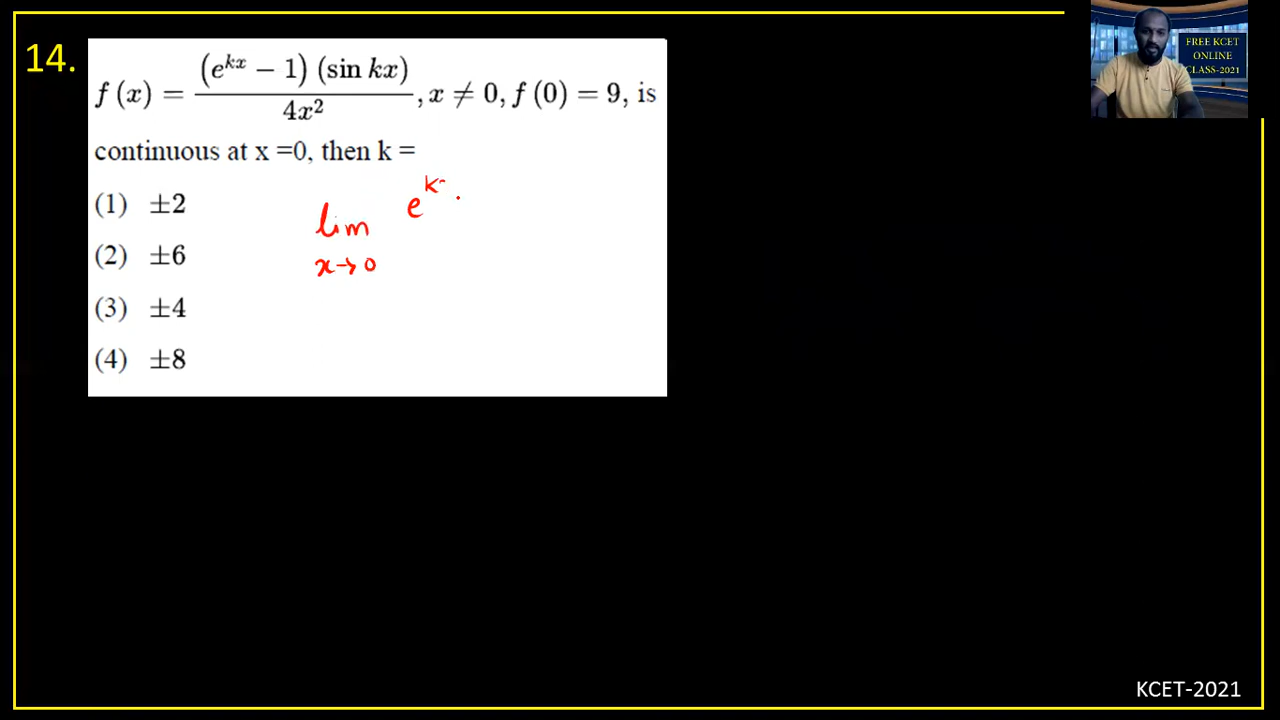 14.
f (x) = (e^{kx} − 1) (sin kx) / 4x², x ≠ 0, f (0) = 9, is
continuous at x =0, then k =
(1) ±2
(2) ±6
(3) ±4
(4) ±8
lim e^k
x→0
FREE KCET
ONLINE
CLASS-2021
KCET-2021